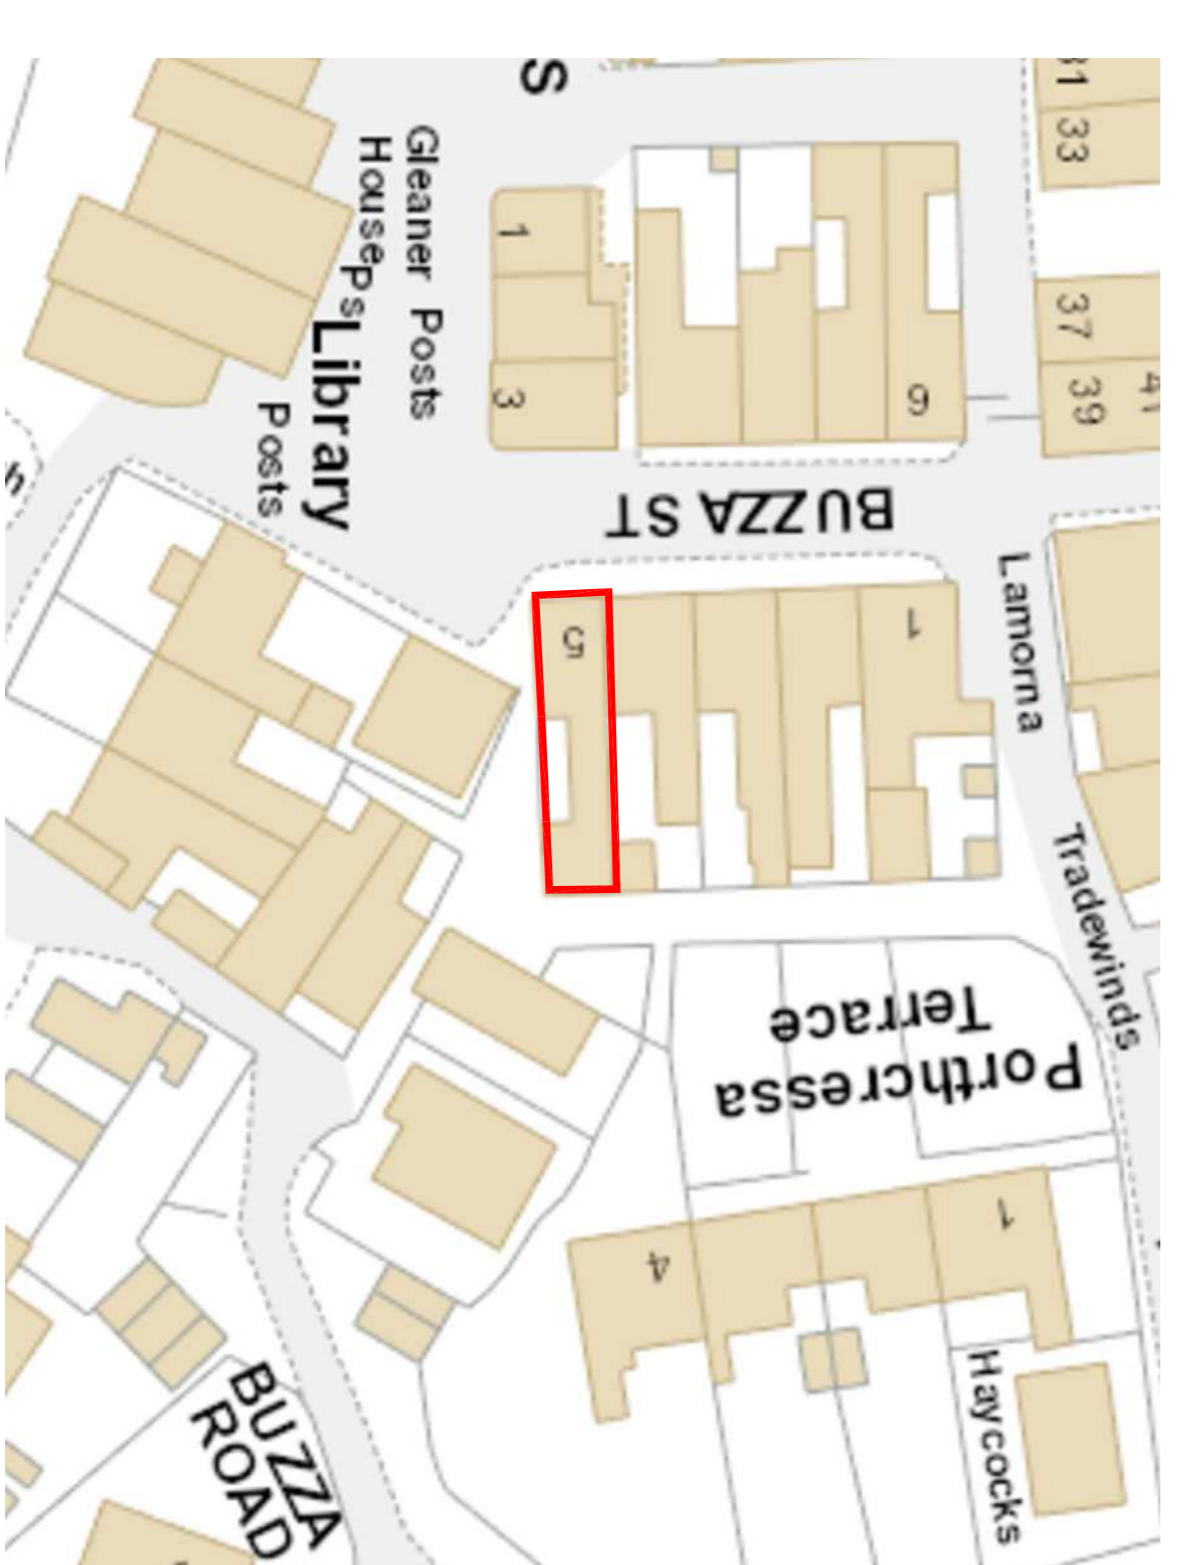 S
31
33
Gleaner
House
Posts
Ps
Library
Posts
1
3
6
37
39
41
h
BUZZA ST
Lamorna
5
1
Tradewinds
Porthcressa
Terrace
4
1
Haycocks
BUZZA
ROAD